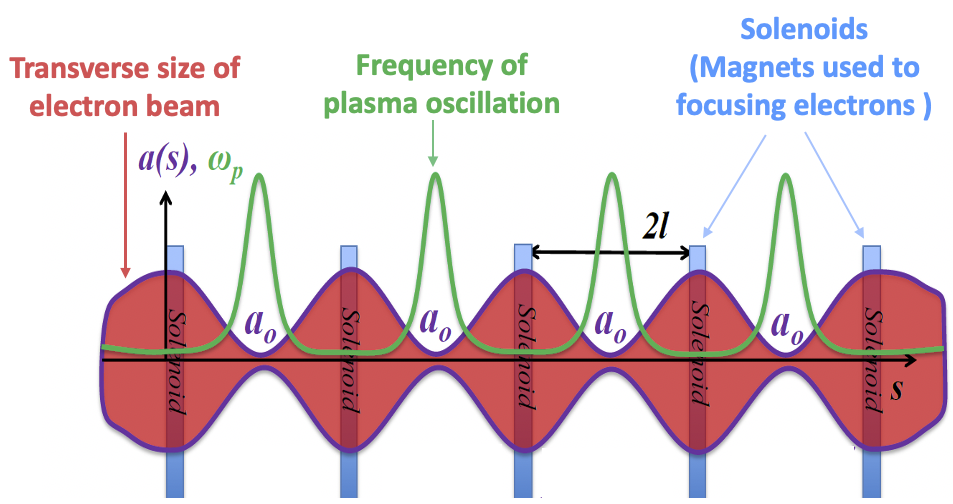 Solenoids
(Magnets used to
focusing electrons )
Transverse size of
electron beam
Frequency of
plasma oscillation
a(s), ωp
2l
ao
ao
ao
ao
Solenoid
Solenoid
Solenoid
Solenoid
Solenoid
s